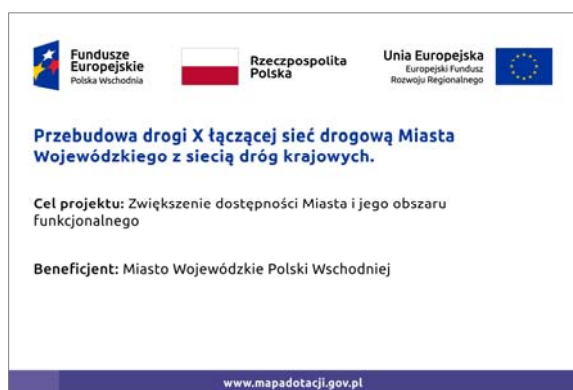 Fundusze
Europejskie
Polska Wschodnia
Rzeczpospolita
Polska
Unia Europejska
Europejski Fundusz
Rozwoju Regionalnego
Przebudowa drogi X łączącej sieć drogową Miasta
Wojewódzkiego z siecią dróg krajowych.
Cel projektu: Zwiększenie dostępności Miasta i jego obszaru
funkcjonalnego
Beneficjent: Miasto Wojewódzkie Polski Wschodniej
www.mapadotacji.gov.pl